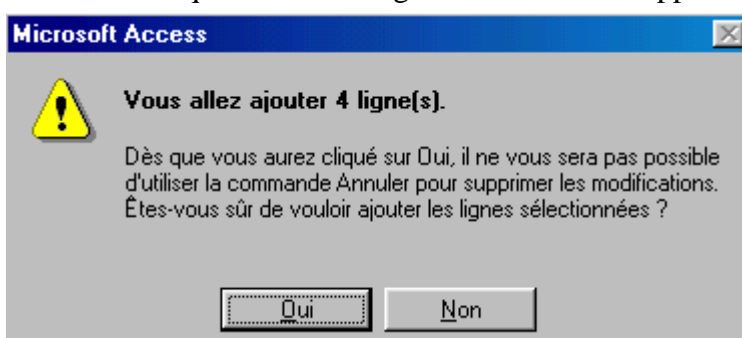 Microsoft Access
Vous allez ajouter 4 ligne(s).
Dès que vous aurez cliqué sur Oui, il ne vous sera pas possible
d'utiliser la commande Annuler pour supprimer les modifications.
Êtes-vous sûr de vouloir ajouter les lignes sélectionnées ?
Oui
Non